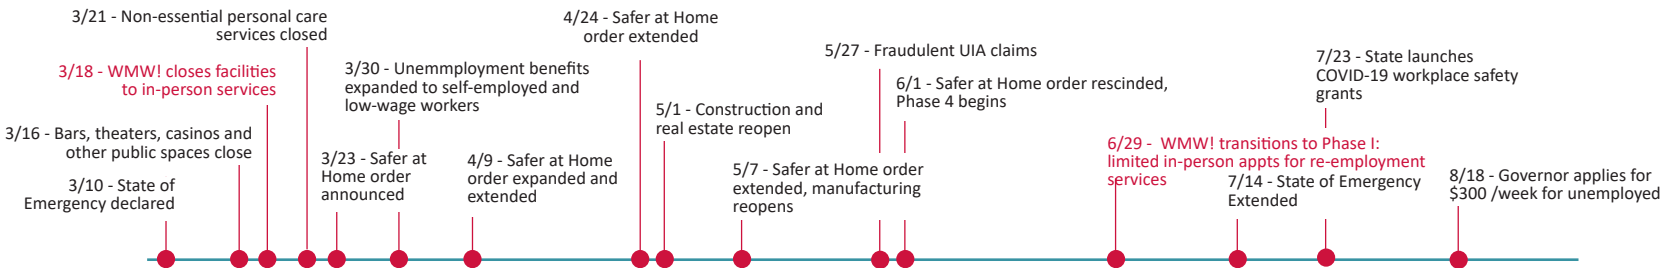 3/10 - State of
Emergency declared
3/16 - Bars, theaters, casinos and
other public spaces close
3/18 - WMW! closes facilities
to in-person services
3/21 - Non-essential personal care
services closed
3/23 - Safer at
Home order
announced
3/30 - Unemmployment benefits
expanded to self-employed and
low-wage workers
4/9 - Safer at Home
order expanded and
extended
4/24 - Safer at Home
order extended
5/1 - Construction and
real estate reopen
5/7 - Safer at Home order
extended, manufacturing
reopens
5/27 - Fraudulent UIA claims
6/1 - Safer at Home order rescinded,
Phase 4 begins
6/29 - WMW! transitions to Phase I:
limited in-person appts for re-employment
services
7/14 - State of Emergency
Extended
7/23 - State launches
COVID-19 workplace safety
grants
8/18 - Governor applies for
$300 /week for unemployed